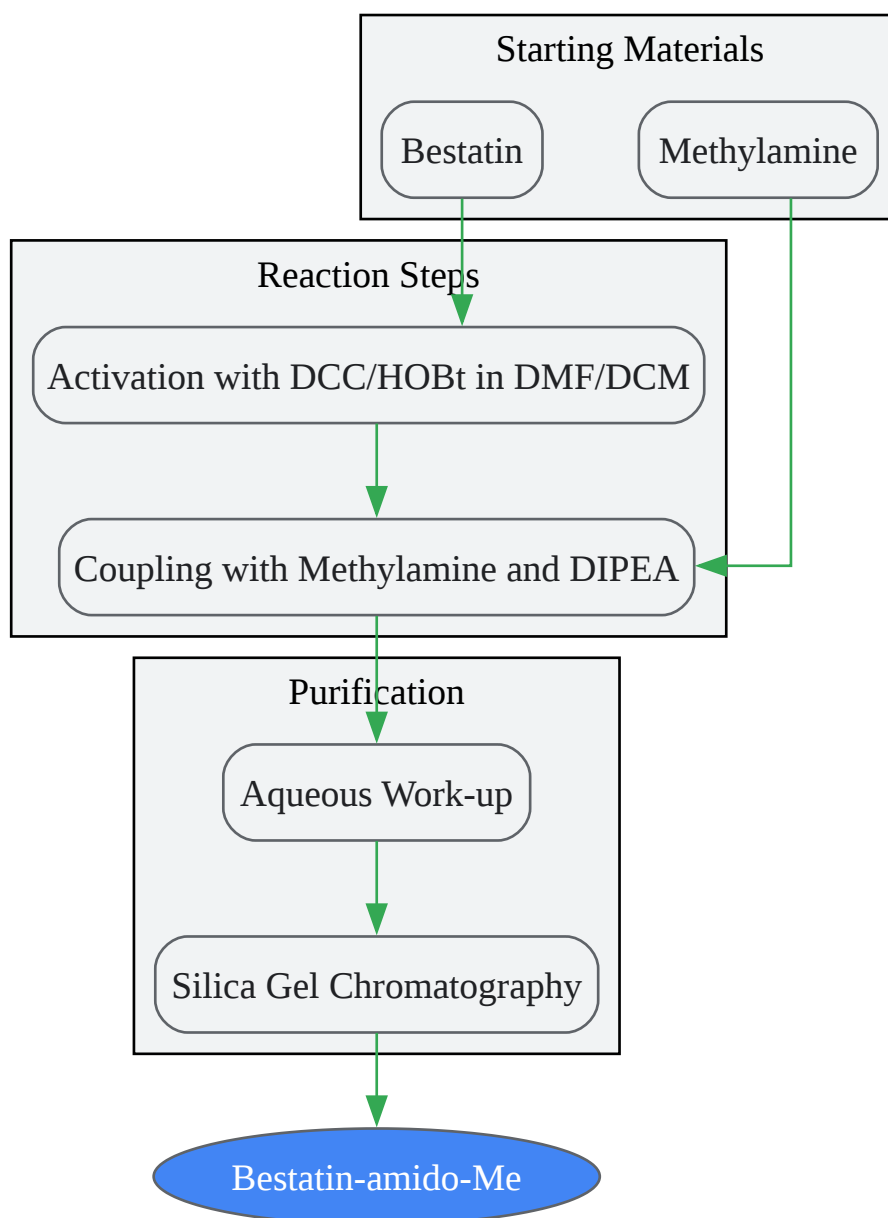 Starting Materials
Bestatin
Methylamine
Reaction Steps
Activation with DCC/HOBt in DMF/DCM
Coupling with Methylamine and DIPEA
Purification
Aqueous Work-up
Silica Gel Chromatography
Bestatin-amido-Me